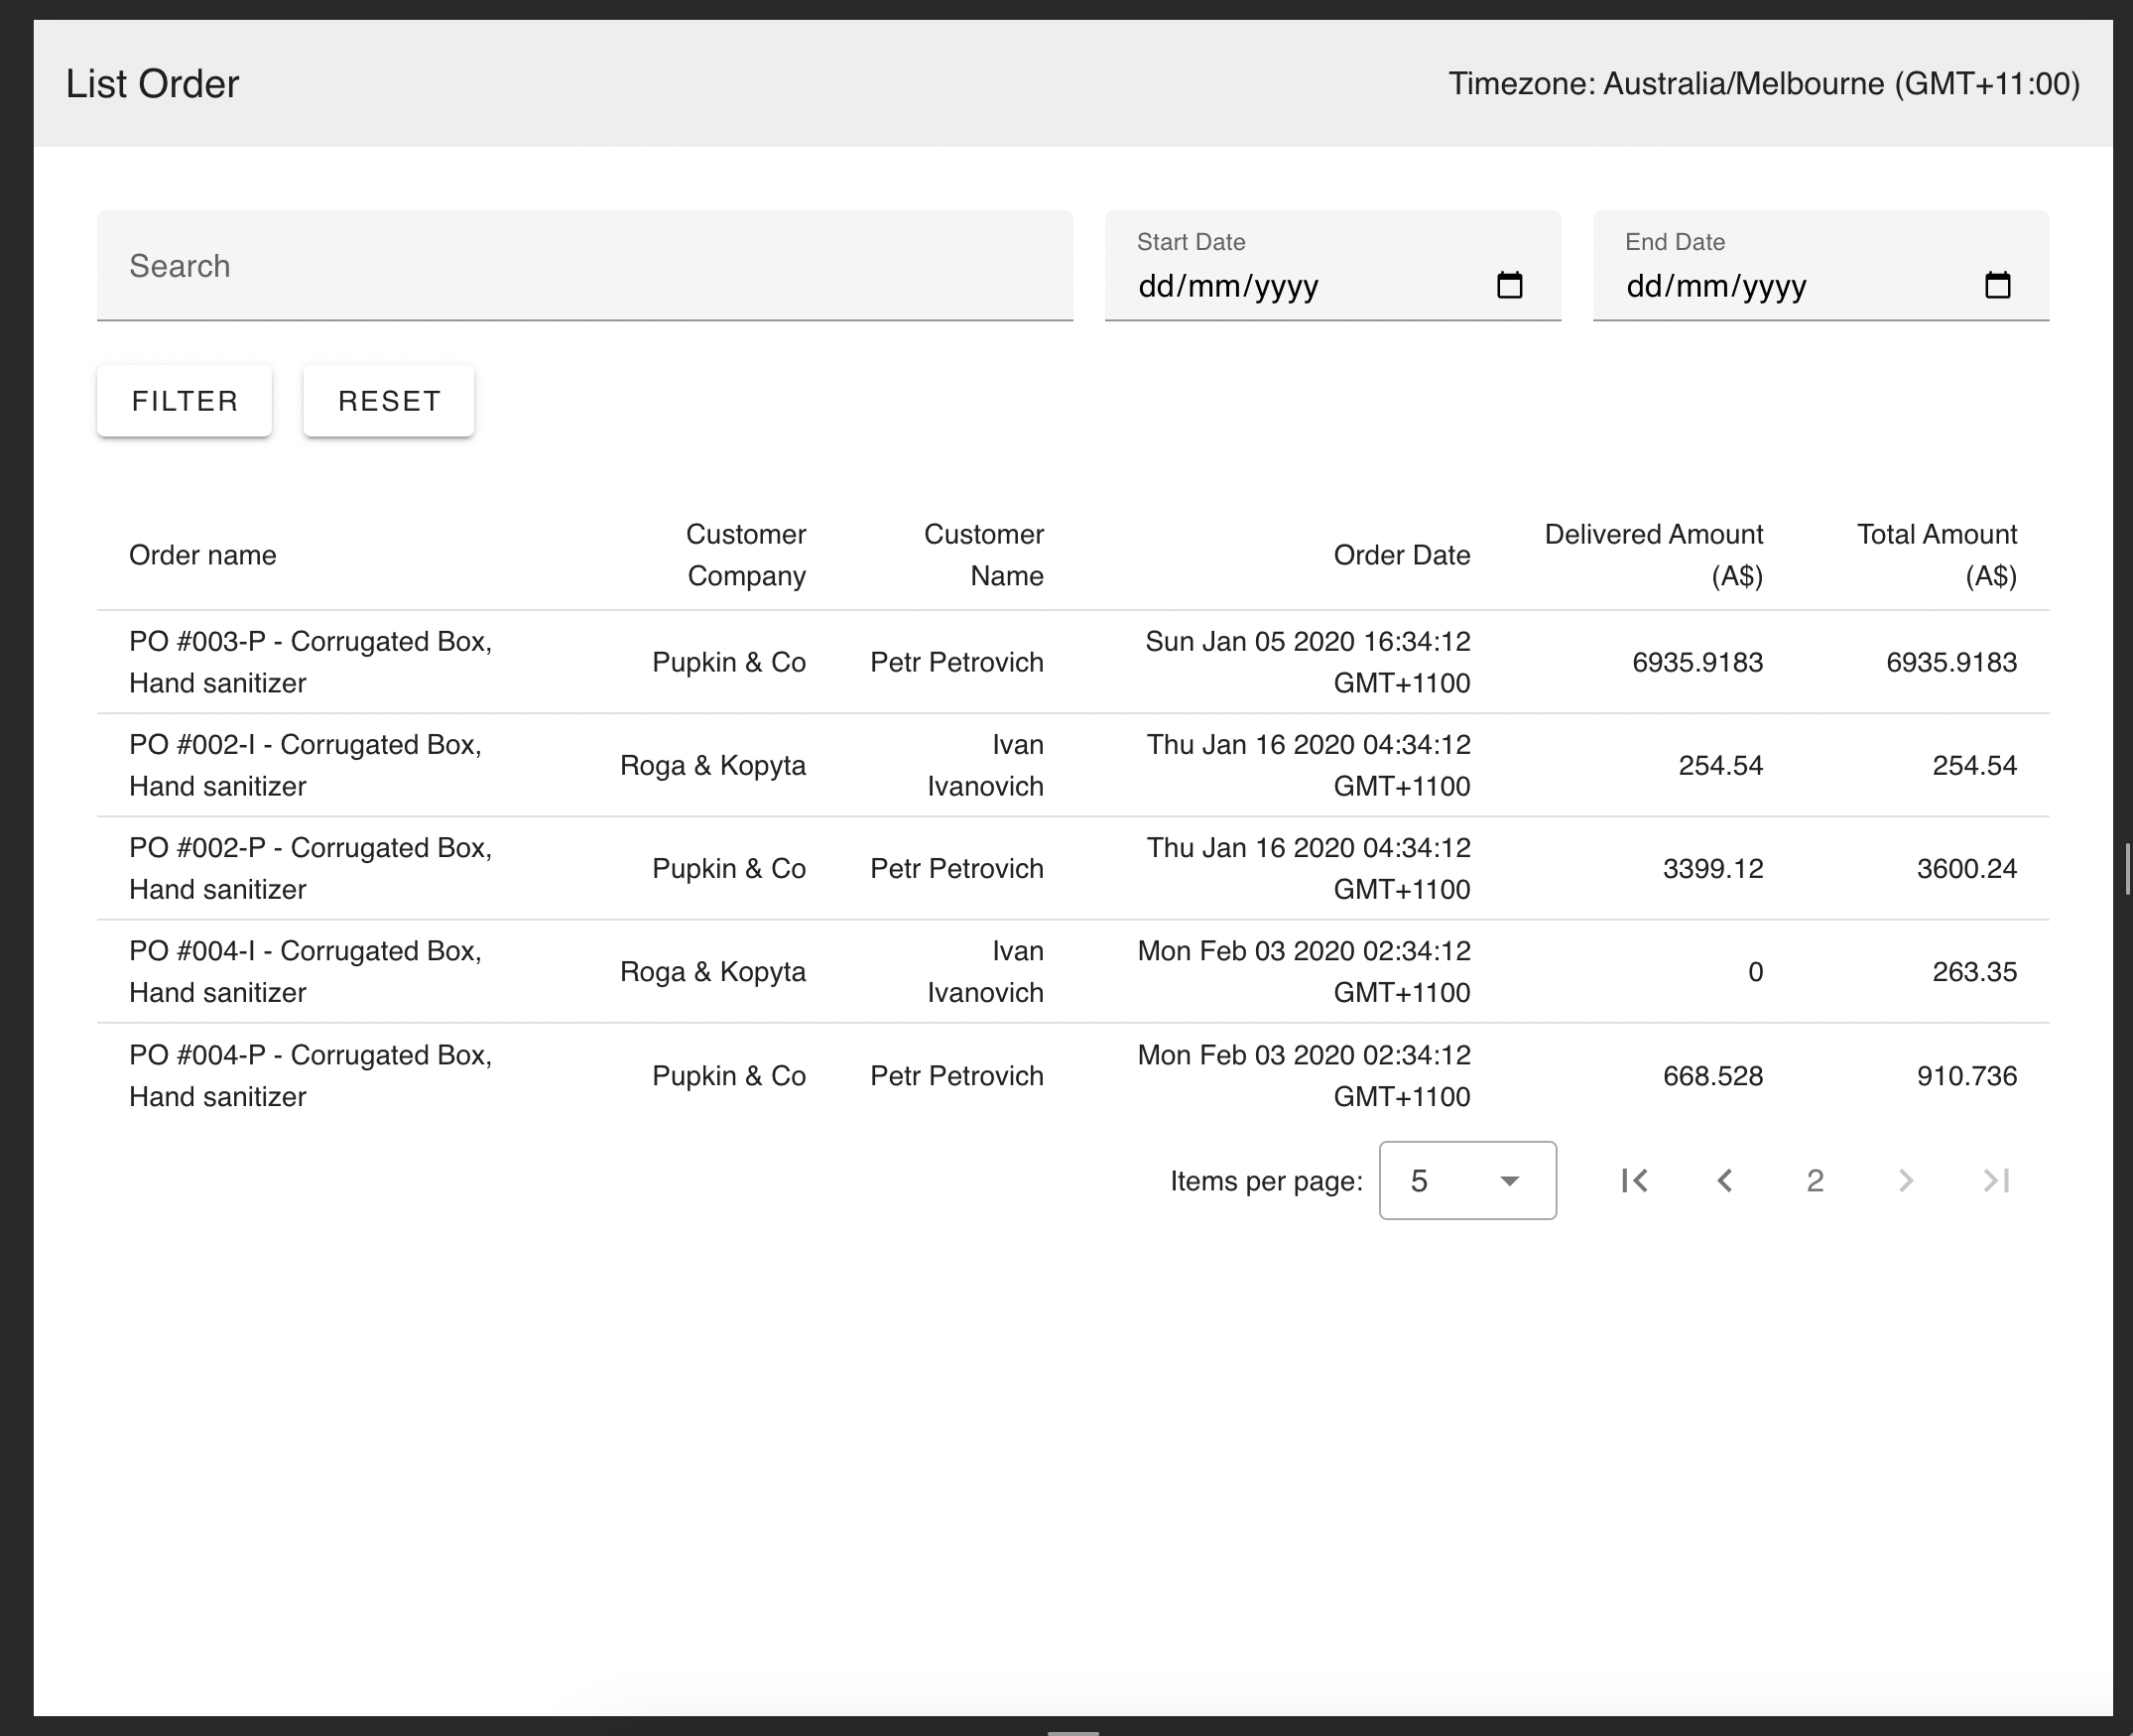 List Order
Timezone: Australia/Melbourne (GMT+11:00)
Search
Start Date
dd/mm/yyyy
End Date
dd/mm/yyyy
FILTER
RESET
Order name
Customer
Company
Customer
Name
Order Date
Delivered Amount
(A$)
Total Amount
(A$)
PO #003-P - Corrugated Box,
Hand sanitizer
Pupkin & Co
Petr Petrovich
Sun Jan 05 2020 16:34:12
GMT+1100
6935.9183
6935.9183
PO #002-I - Corrugated Box,
Hand sanitizer
Roga & Kopyta
Ivan
Ivanovich
Thu Jan 16 2020 04:34:12
GMT+1100
254.54
254.54
PO #002-P - Corrugated Box,
Hand sanitizer
Pupkin & Co
Petr Petrovich
Thu Jan 16 2020 04:34:12
GMT+1100
3399.12
3600.24
PO #004-I - Corrugated Box,
Hand sanitizer
Roga & Kopyta
Ivan
Ivanovich
Mon Feb 03 2020 02:34:12
GMT+1100
0
263.35
PO #004-P - Corrugated Box,
Hand sanitizer
Pupkin & Co
Petr Petrovich
Mon Feb 03 2020 02:34:12
GMT+1100
668.528
910.736
Items per page:
5
2